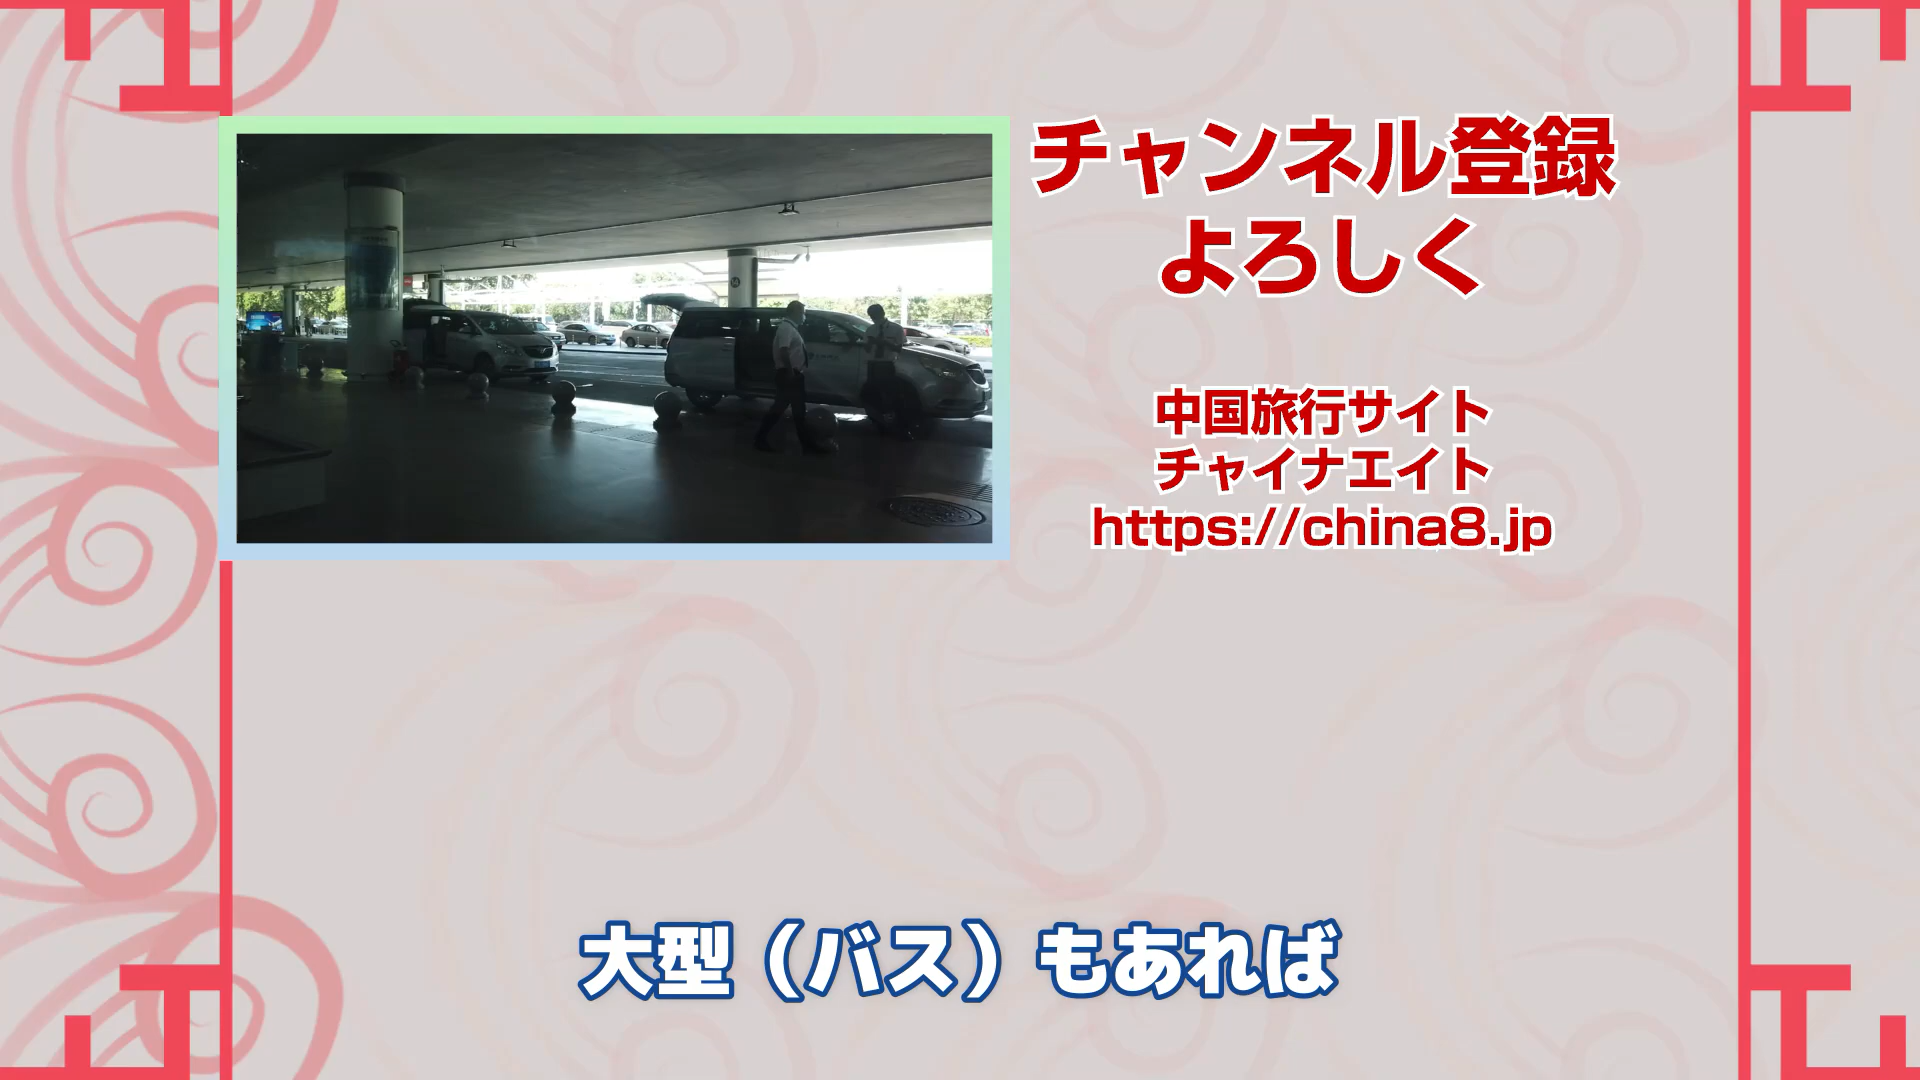 チャンネル登録
よろしく
中国旅行サイト
チャイナエイト
https://china8.jp
大型（バス）もあれば